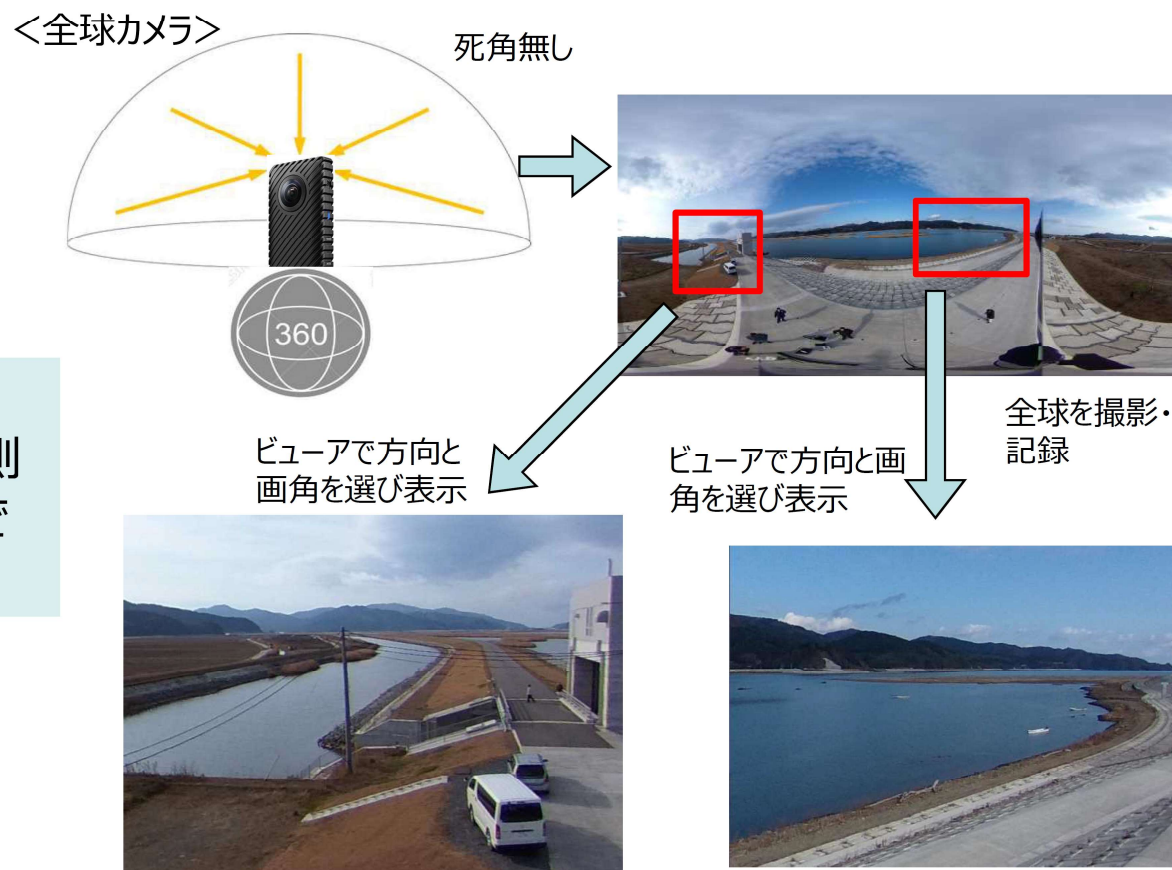 <全球カメラ>
死角無し
360
全球を撮影・
記録
ビューアで方向と
画角を選び表示
ビューアで方向と画
角を選び表示
則